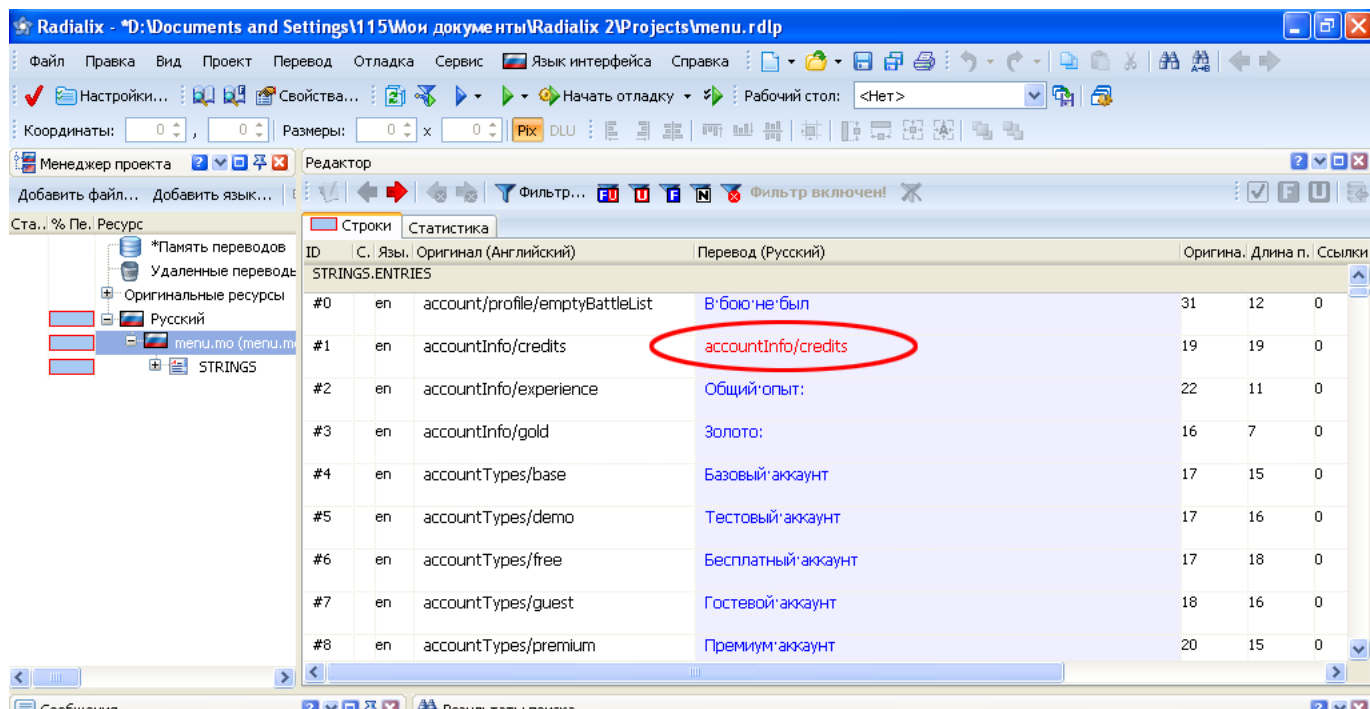 Radialix - *D:\Documents and Settings\115\Мои документы\Radialix 2\Projects\menu.rdlp
Файл Правка Вид Проект Перевод Отладка Сервис Язык интерфейса Справка
Настройки... Свойства... Начать отладку Рабочий стол: <Нет>
Координаты: 0 , 0 Размеры: 0 x 0 Pix DLU
Менеджер проекта
Добавить файл... Добавить язык...
Ста.. % Пе. Ресурс
*Память переводов
Удаленные переводы
Оригинальные ресурсы
Русский
menu.mo (menu.mo
STRINGS
Редактор
Фильтр... FU U F N Фильтр включен! F U
Строки Статистика
ID С. Язы. Оригинал (Английский) Перевод (Русский) Оригина. Длина п. Ссылки
STRINGS.ENTRIES
#0 en account/profile/emptyBattleList В·бою·не·был 31 12 0
#1 en accountInfo/credits accountInfo/credits 19 19 0
#2 en accountInfo/experience Общий·опыт: 22 11 0
#3 en accountInfo/gold Золото: 16 7 0
#4 en accountTypes/base Базовый·аккаунт 17 15 0
#5 en accountTypes/demo Тестовый·аккаунт 17 16 0
#6 en accountTypes/free Бесплатный·аккаунт 17 18 0
#7 en accountTypes/guest Гостевой·аккаунт 18 16 0
#8 en accountTypes/premium Премиум·аккаунт 20 15 0
Сообщения Результаты поиска